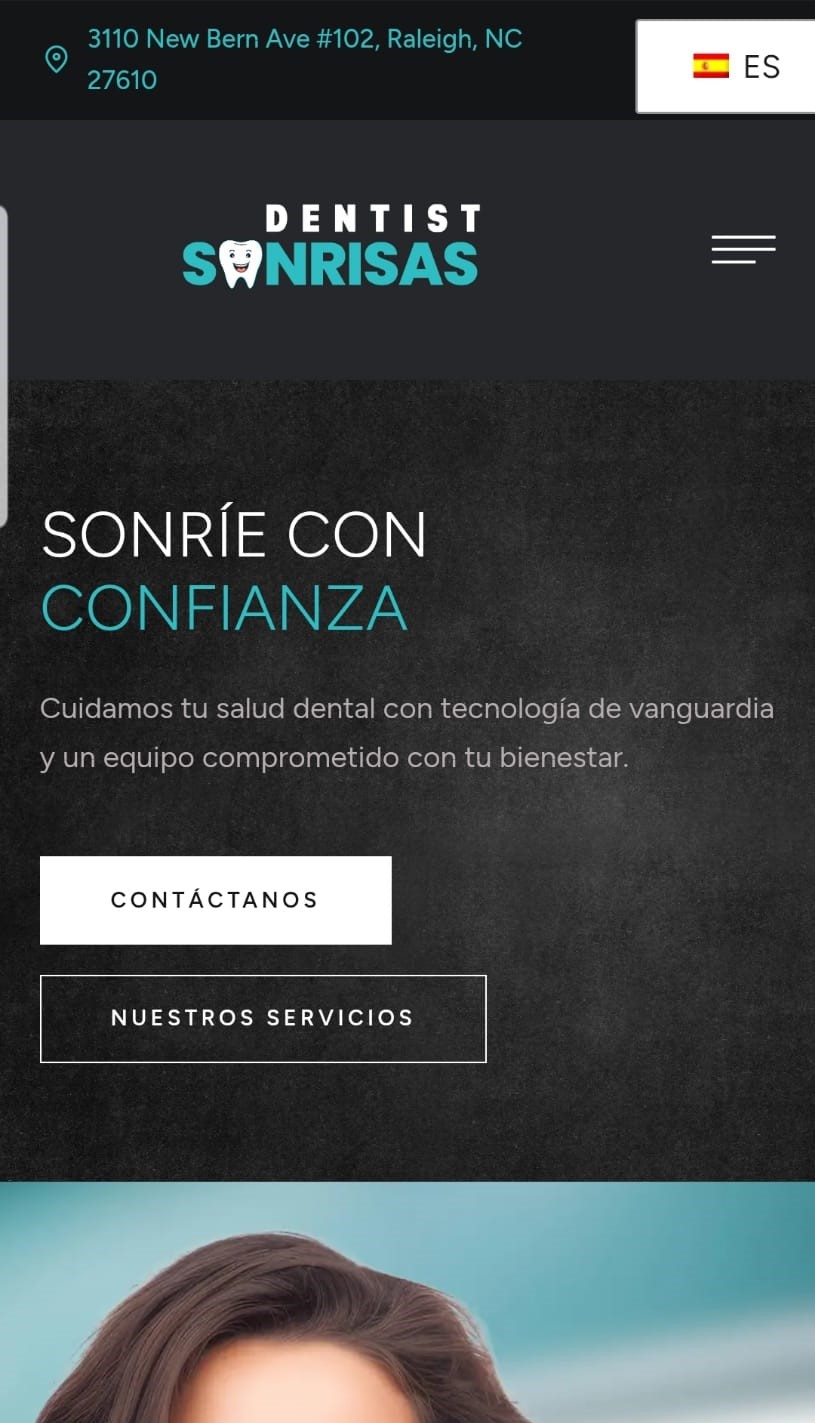 3110 New Bern Ave #102, Raleigh, NC
27610
ES
DENTIST
SONRISAS
SONRÍE CON
CONFIANZA
Cuidamos tu salud dental con tecnología de vanguardia
y un equipo comprometido con tu bienestar.
CONTÁCTANOS
NUESTROS SERVICIOS